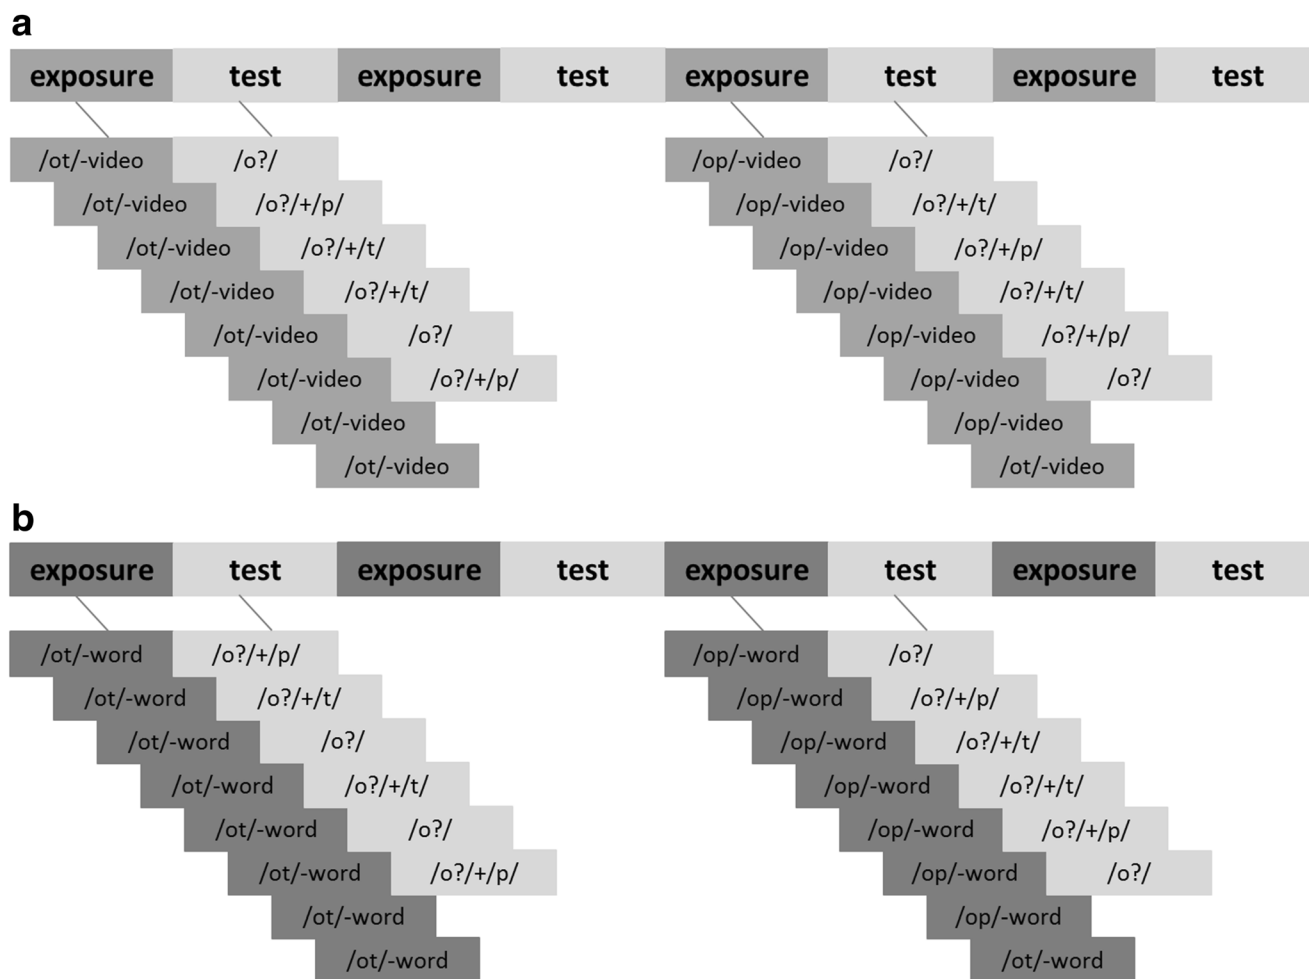 a
exposure test exposure test exposure test exposure test
/ot/-video /o?/ /op/-video /o?/
/ot/-video /o?/+/p/ /op/-video /o?/+/t/
/ot/-video /o?/+/t/ /op/-video /o?/+/p/
/ot/-video /o?/+/t/ /op/-video /o?/+/t/
/ot/-video /o?/ /op/-video /o?/+/p/
/ot/-video /o?/+/p/ /op/-video /o?/
/ot/-video /op/-video
/ot/-video /ot/-video
b
exposure test exposure test exposure test exposure test
/ot/-word /o?/+/p/ /op/-word /o?/
/ot/-word /o?/+/t/ /op/-word /o?/+/p/
/ot/-word /o?/ /op/-word /o?/+/t/
/ot/-word /o?/+/t/ /op/-word /o?/+/t/
/ot/-word /o?/ /op/-word /o?/+/p/
/ot/-word /o?/+/p/ /op/-word /o?/
/ot/-word /op/-word
/ot/-word /ot/-word